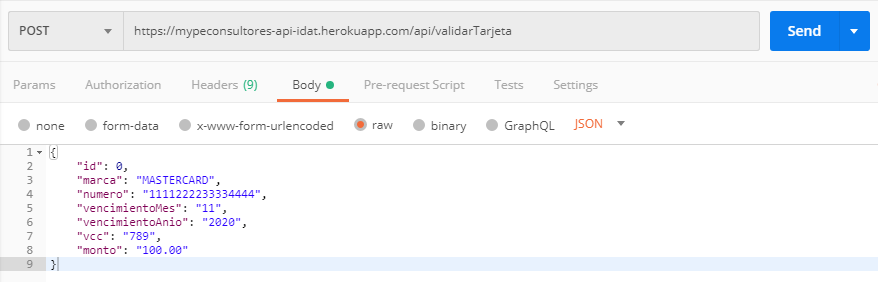 POST https://mypeconsultores-api-idat.herokuapp.com/api/validarTarjeta Send
Params Authorization Headers (9) Body Pre-request Script Tests Settings
none form-data x-www-form-urlencoded raw binary GraphQL JSON
1 {
2 "id": 0,
3 "marca": "MASTERCARD",
4 "numero": "1111222233334444",
5 "vencimientoMes": "11",
6 "vencimientoAnio": "2020",
7 "vcc": "789",
8 "monto": "100.00"
9 }